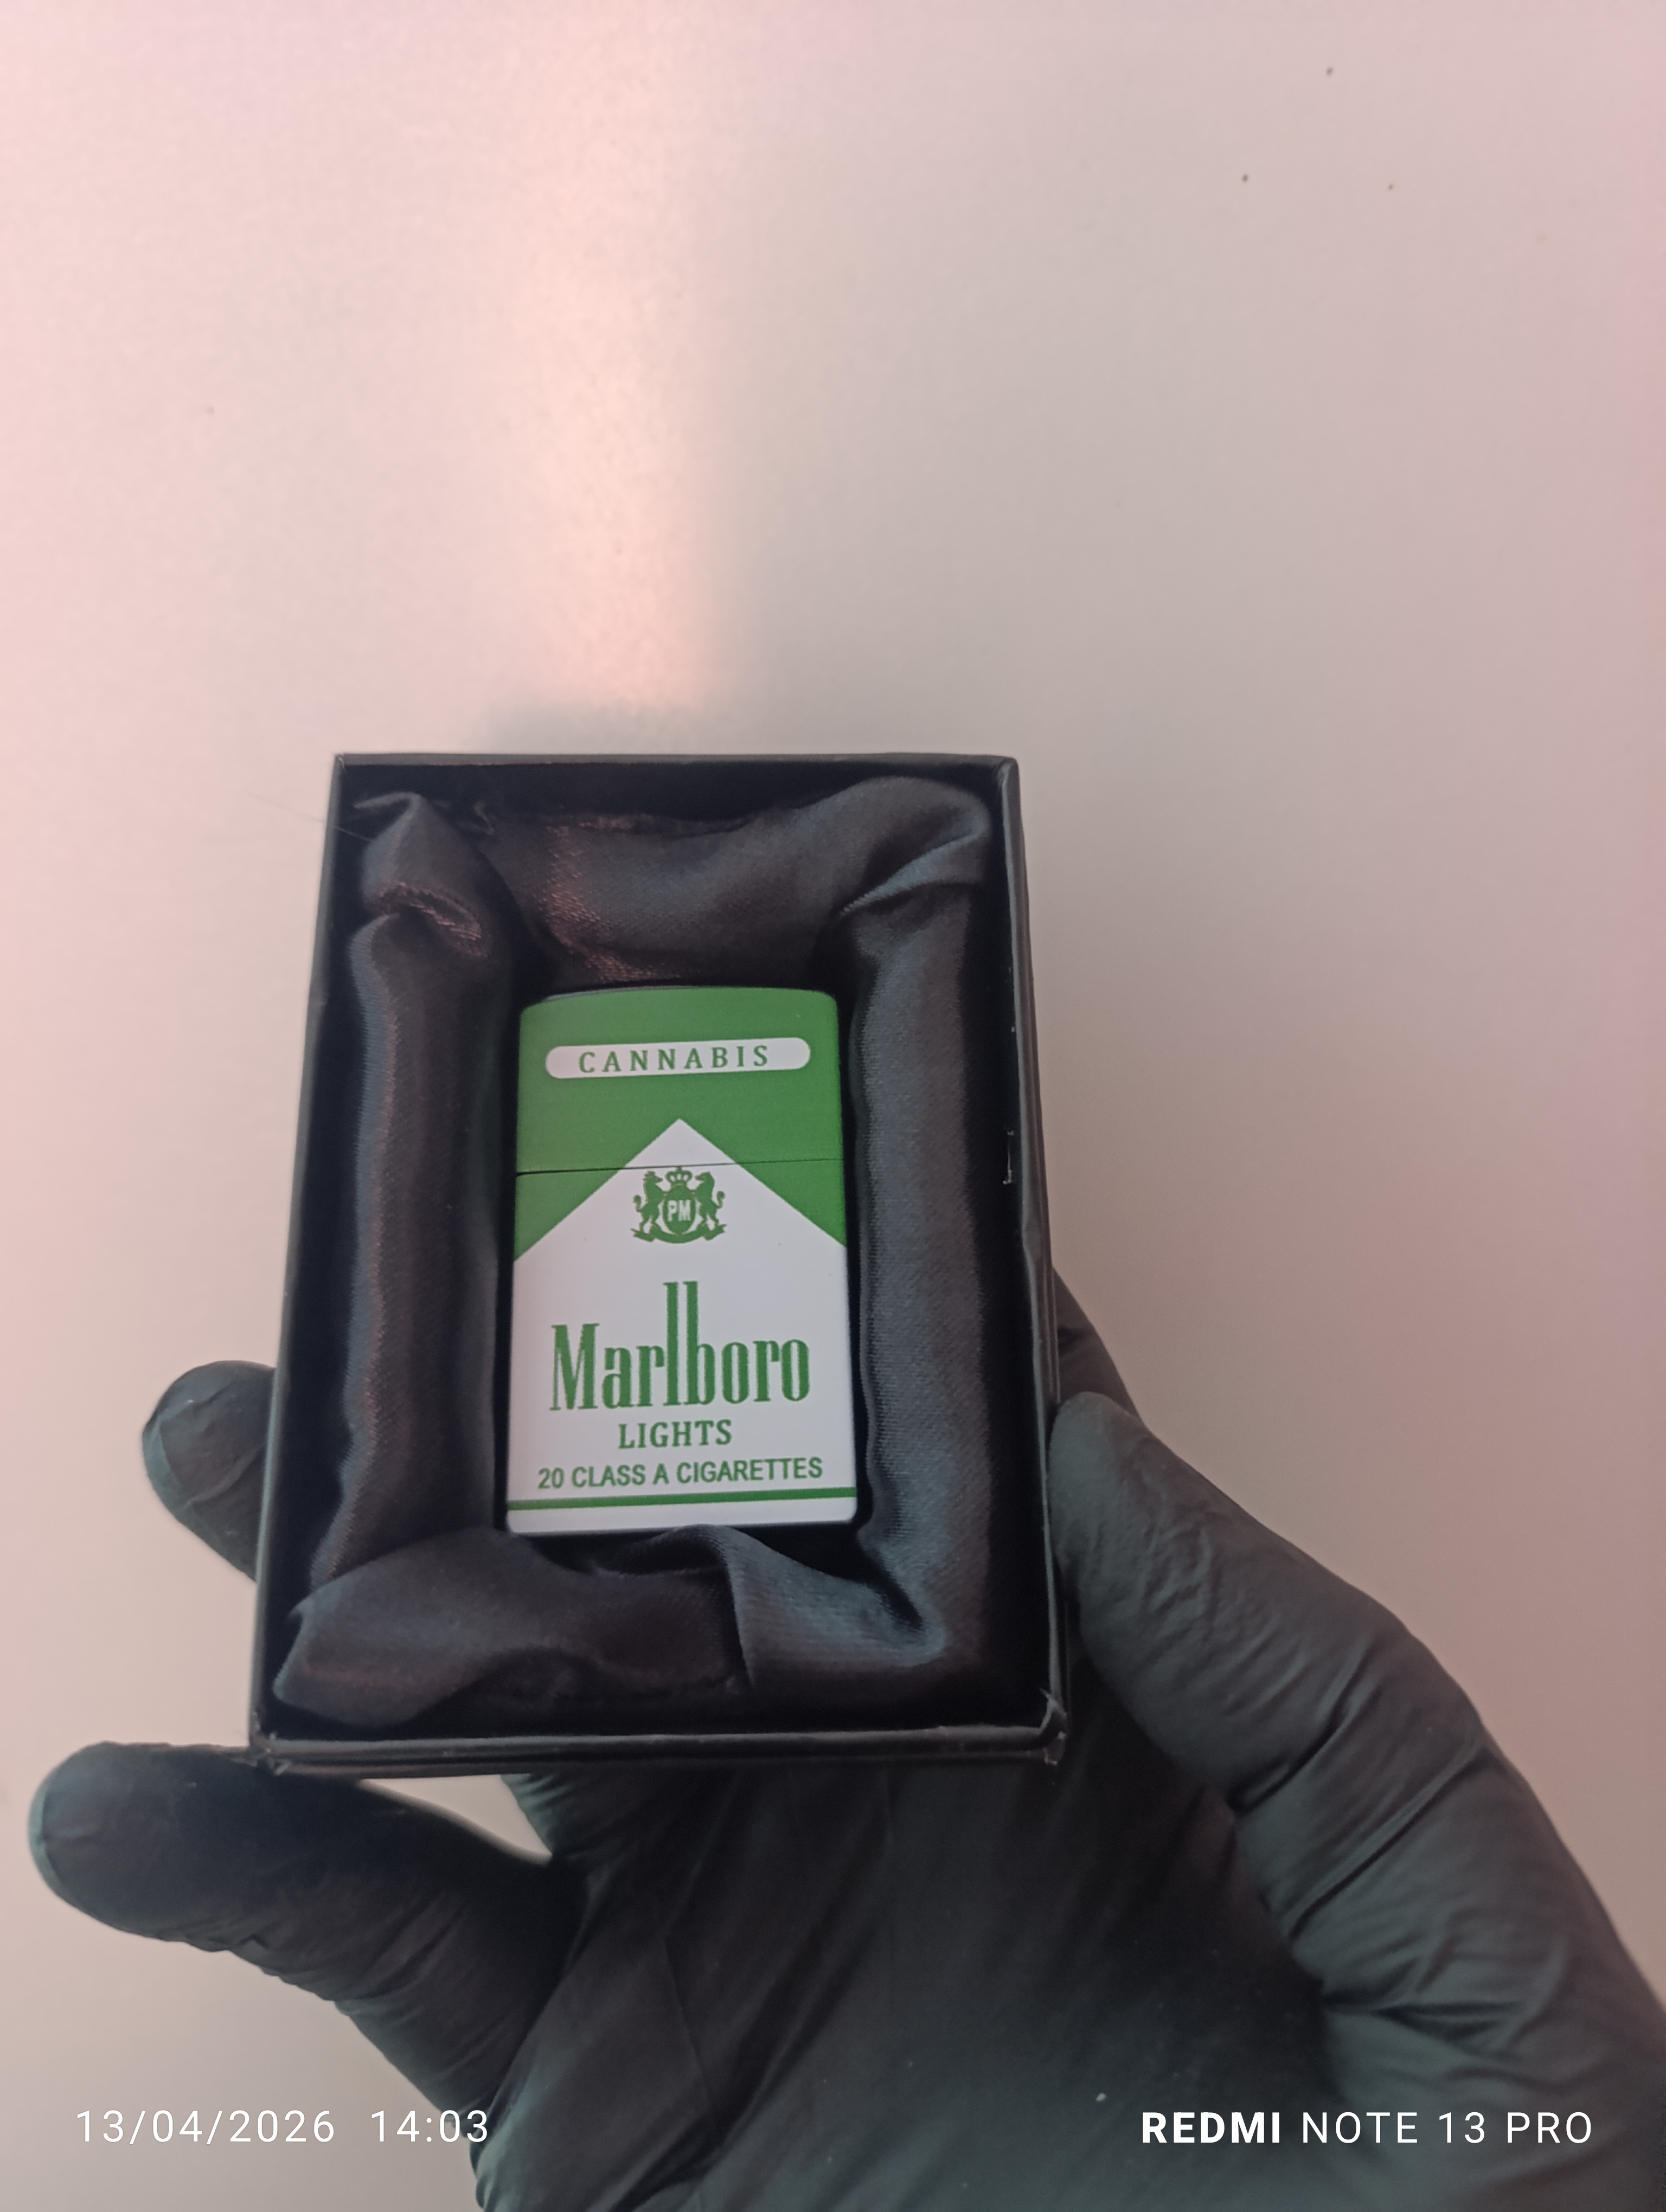 CANNABIS
PM
Marlboro
LIGHTS
20 CLASS A CIGARETTES
13/04/2026 14:03
REDMI NOTE 13 PRO